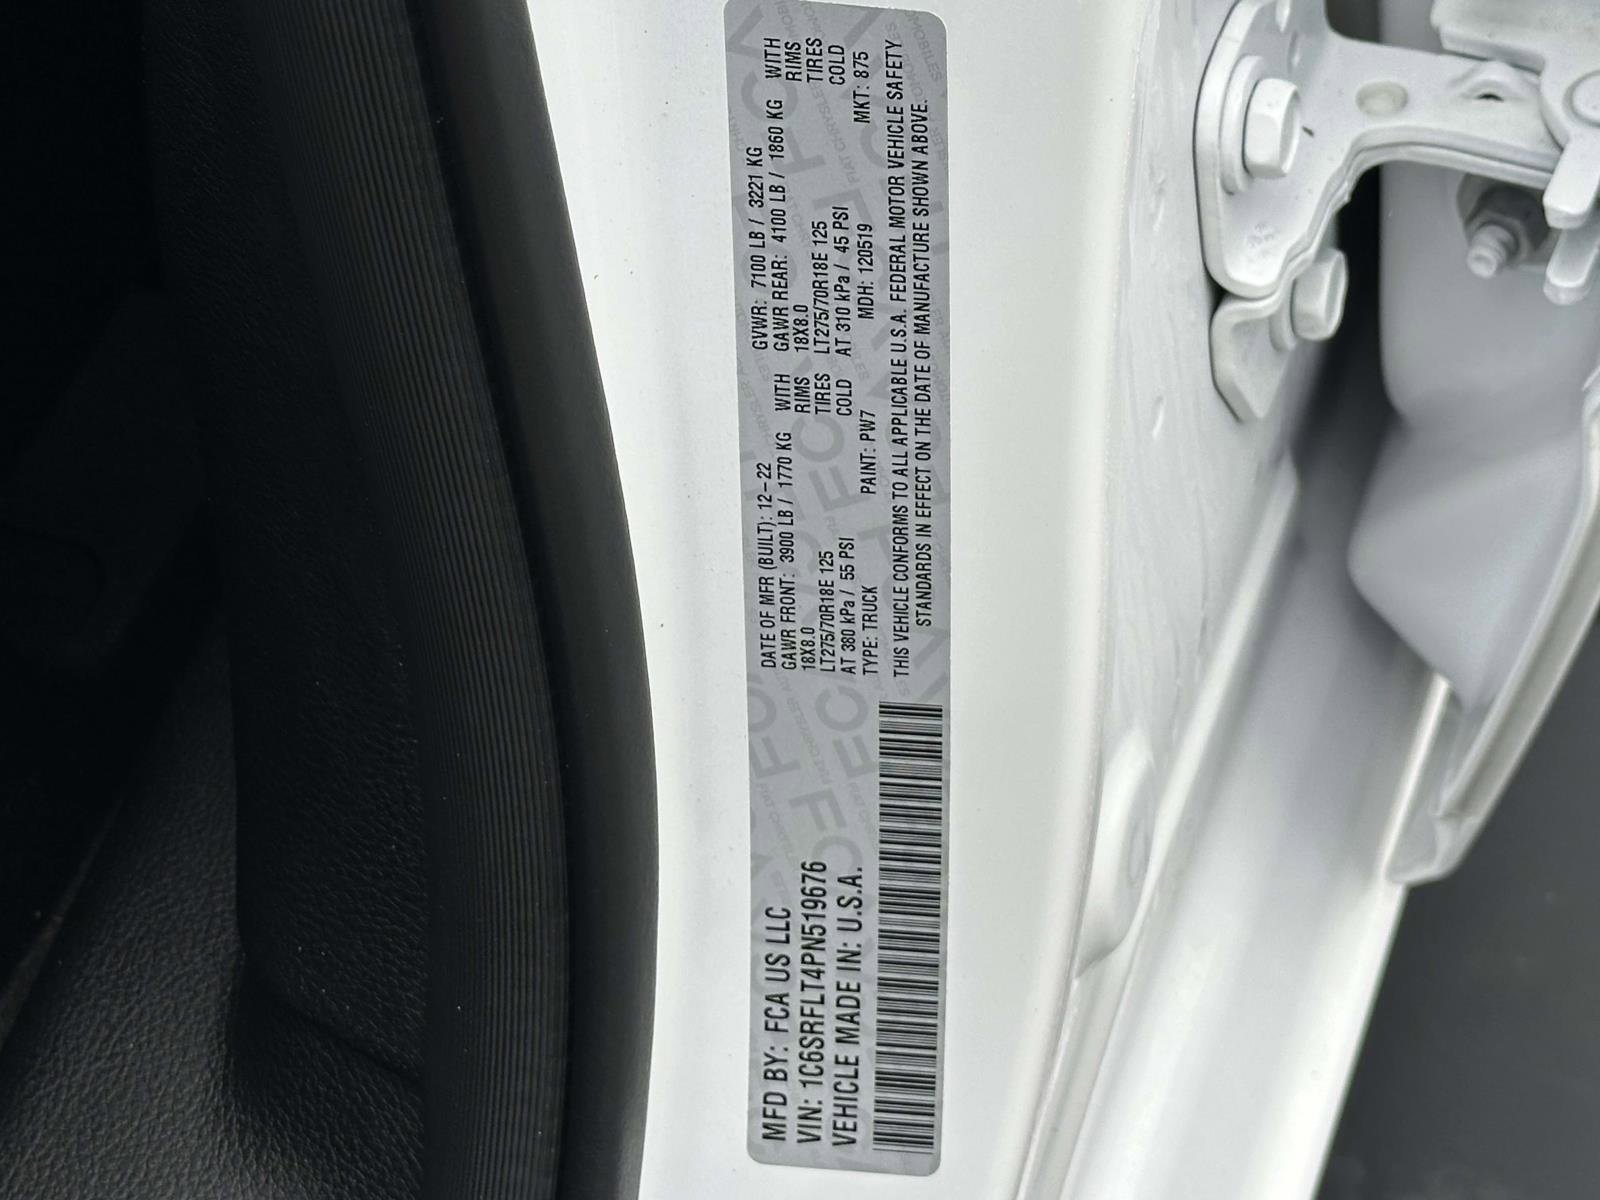 MFD BY: FCA US LLC
VIN: 1C6SRFLT4PN519676
VEHICLE MADE IN: U.S.A.
DATE OF MFR (BUILT): 12-22 GVWR: 7100 LB / 3221 KG
GAWR FRONT: 3900 LB / 1770 KG WITH GAWR REAR: 4100 LB / 1860 KG WITH
18X8.0 RIMS 18X8.0 RIMS
LT275/70R18E 125 TIRES LT275/70R18E 125 TIRES
AT 380 kPa / 55 PSI COLD AT 310 kPa / 45 PSI COLD
TYPE: TRUCK PAINT: PW7 MDH: 120519 MKT: 875
THIS VEHICLE CONFORMS TO ALL APPLICABLE U.S.A. FEDERAL MOTOR VEHICLE SAFETY
STANDARDS IN EFFECT ON THE DATE OF MANUFACTURE SHOWN ABOVE.